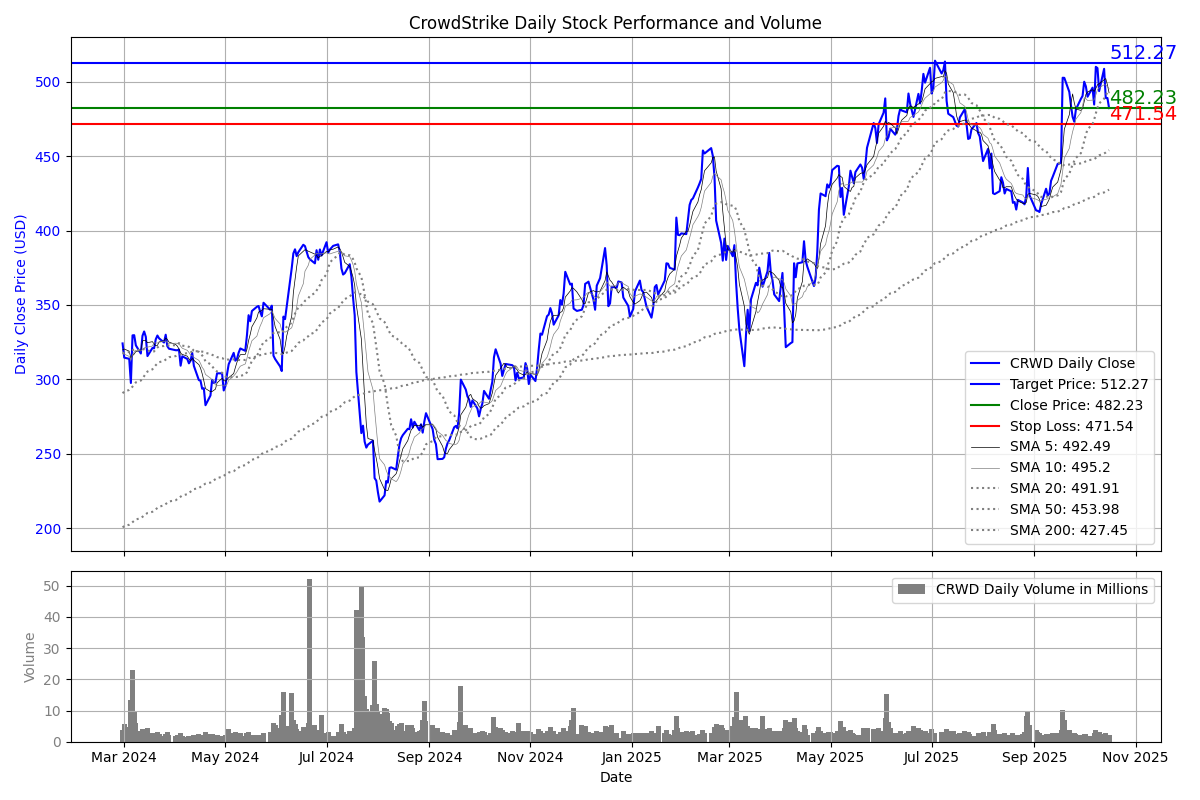 CrowdStrike Daily Stock Performance and Volume
512.27
482.23
471.54
Daily Close Price (USD)
500
450
400
350
300
250
200
CRWD Daily Close
Target Price: 512.27
Close Price: 482.23
Stop Loss: 471.54
SMA 5: 492.49
SMA 10: 495.2
SMA 20: 491.91
SMA 50: 453.98
SMA 200: 427.45
Volume
50
40
30
20
10
0
CRWD Daily Volume in Millions
Mar 2024 May 2024 Jul 2024 Sep 2024 Nov 2024 Jan 2025 Mar 2025 May 2025 Jul 2025 Sep 2025 Nov 2025
Date